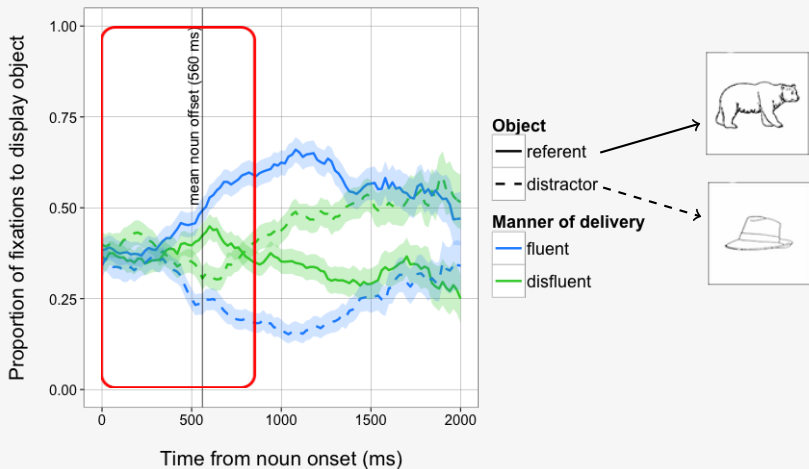 Proportion of fixations to display object
1.00
0.75
0.50
0.25
0.00
mean noun offset (560 ms)
0
500
1000
1500
2000
Time from noun onset (ms)
Object
referent
distractor
Manner of delivery
fluent
disfluent